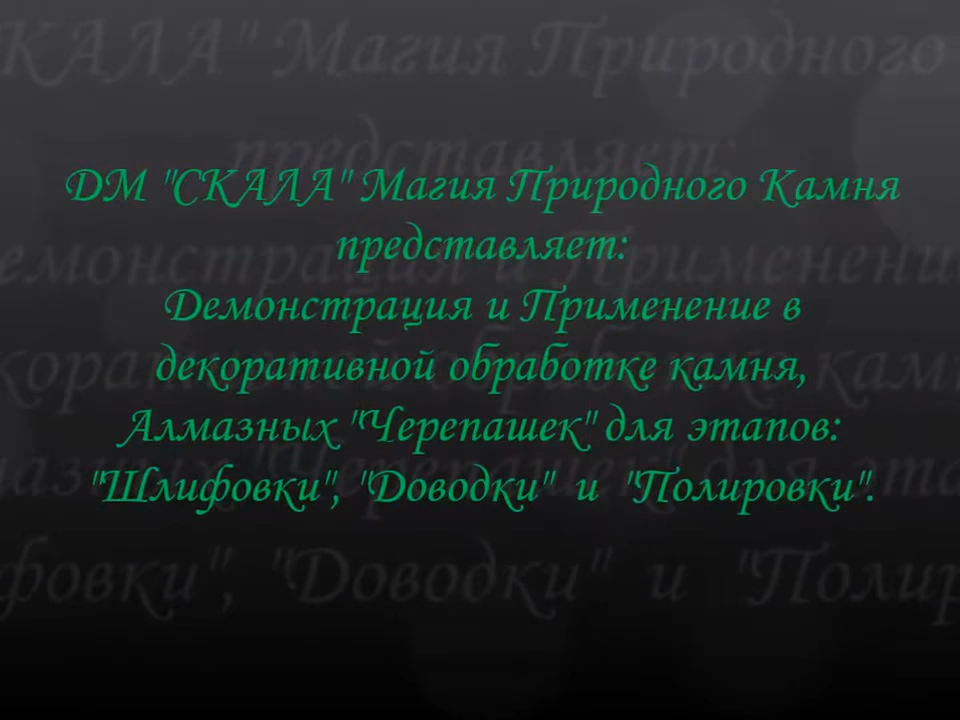 ДМ "СКАЛА" Магия Природного Камня
представляет:
Демонстрация и Применение в
декоративной обработке камня,
Алмазных "Черепашек" для этапов:
"Шлифовки", "Доводки" и "Полировки".